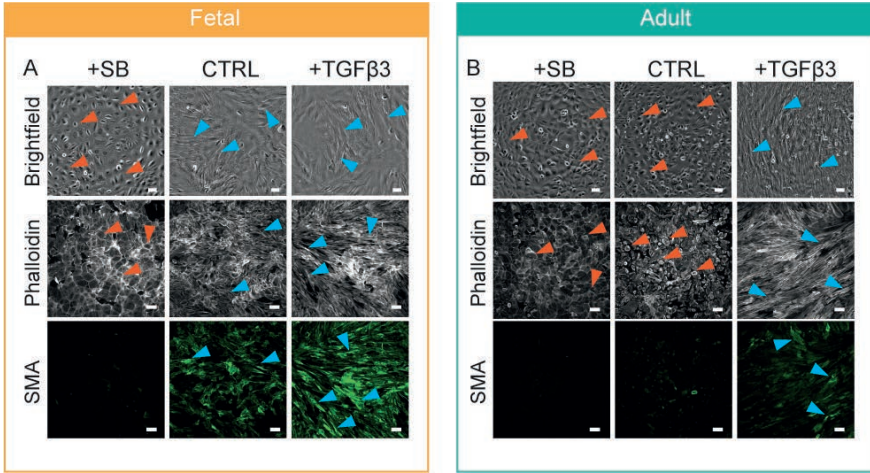 Fetal
A
+SB CTRL +TGFβ3
Brightfield
Phalloidin
SMA
Adult
B
+SB CTRL +TGFβ3
Brightfield
Phalloidin
SMA